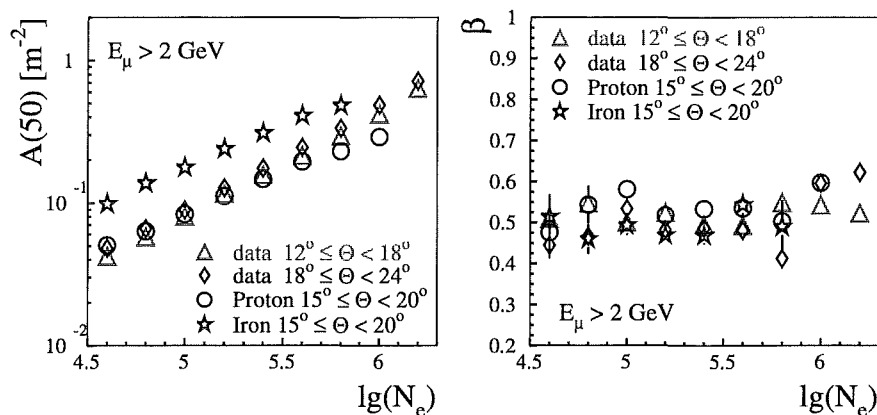 A(50) [m⁻²]
E_μ > 2 GeV
1
10⁻¹
10⁻²
data 12° ≤ Θ < 18°
data 18° ≤ Θ < 24°
Proton 15° ≤ Θ < 20°
Iron 15° ≤ Θ < 20°
4.5 5 5.5 6
lg(N_e)
β
1
0.9
0.8
0.7
0.6
0.5
0.4
0.3
0.2
data 12° ≤ Θ < 18°
data 18° ≤ Θ < 24°
Proton 15° ≤ Θ < 20°
Iron 15° ≤ Θ < 20°
E_μ > 2 GeV
4.5 5 5.5 6
lg(N_e)